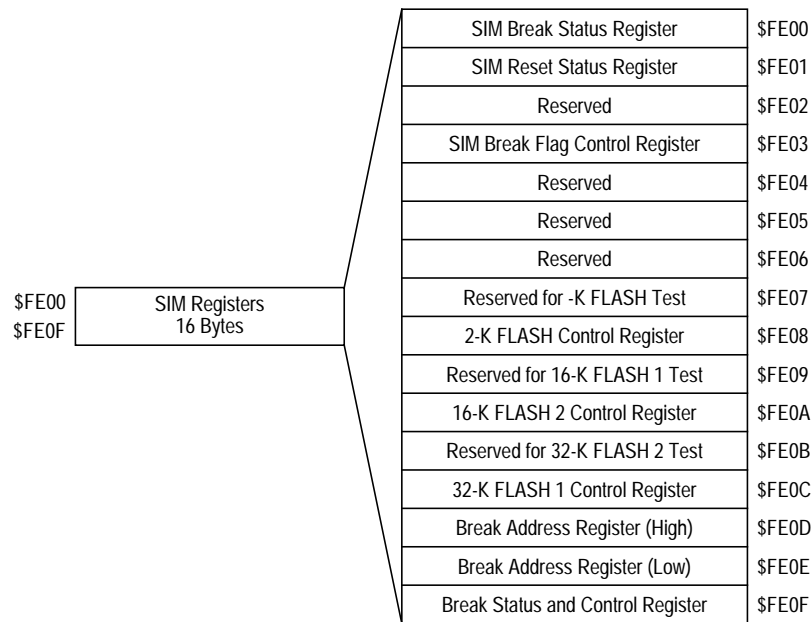 SIM Break Status Register $FE00
SIM Reset Status Register $FE01
Reserved $FE02
SIM Break Flag Control Register $FE03
Reserved $FE04
Reserved $FE05
Reserved $FE06
$FE00 SIM Registers
$FE0F 16 Bytes
Reserved for -K FLASH Test $FE07
2-K FLASH Control Register $FE08
Reserved for 16-K FLASH 1 Test $FE09
16-K FLASH 2 Control Register $FE0A
Reserved for 32-K FLASH 2 Test $FE0B
32-K FLASH 1 Control Register $FE0C
Break Address Register (High) $FE0D
Break Address Register (Low) $FE0E
Break Status and Control Register $FE0F